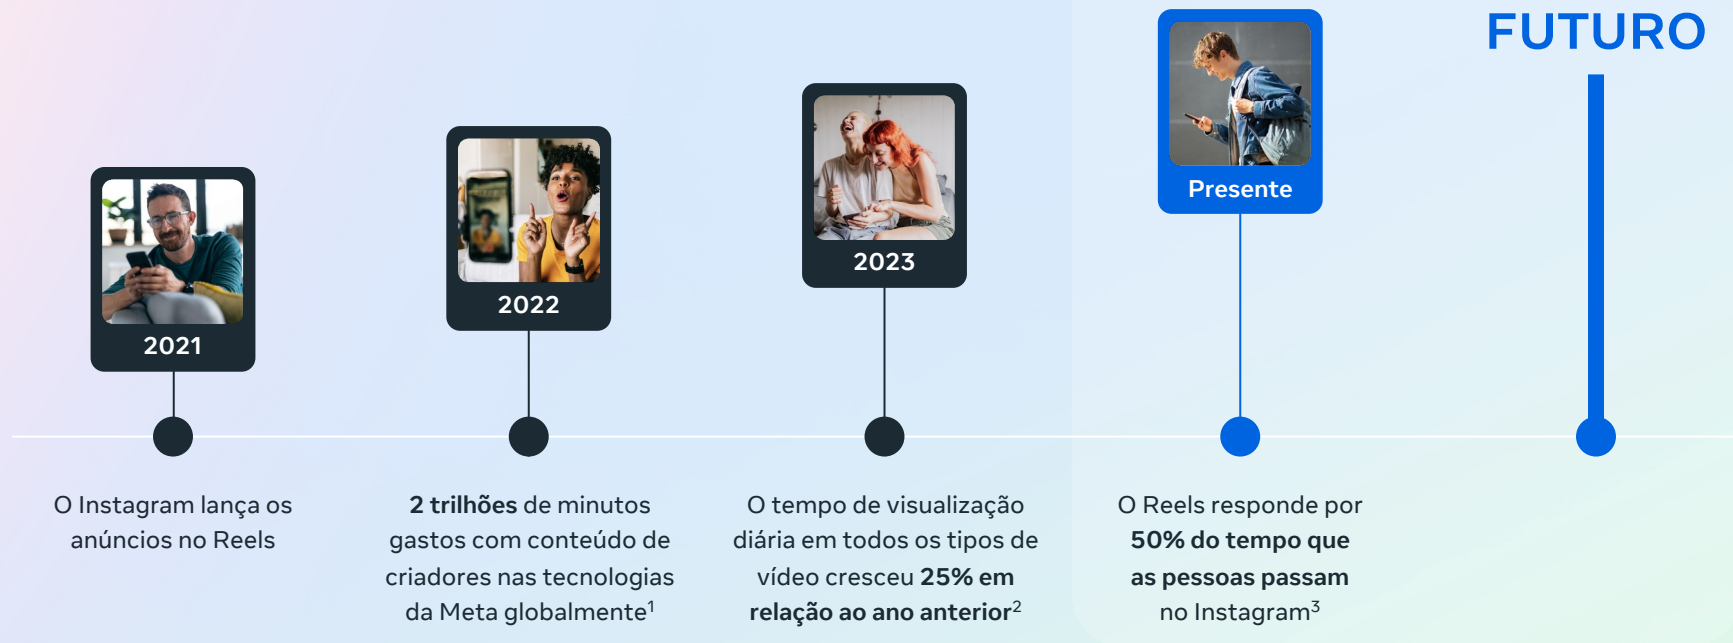 FUTURO
Presente
2023
2022
2021
O Instagram lança os
anúncios no Reels
2 trilhões de minutos
gastos com conteúdo de
criadores nas tecnologias
da Meta globalmente¹
O tempo de visualização
diária em todos os tipos de
vídeo cresceu 25% em
relação ao ano anterior²
O Reels responde por
50% do tempo que
as pessoas passam
no Instagram³